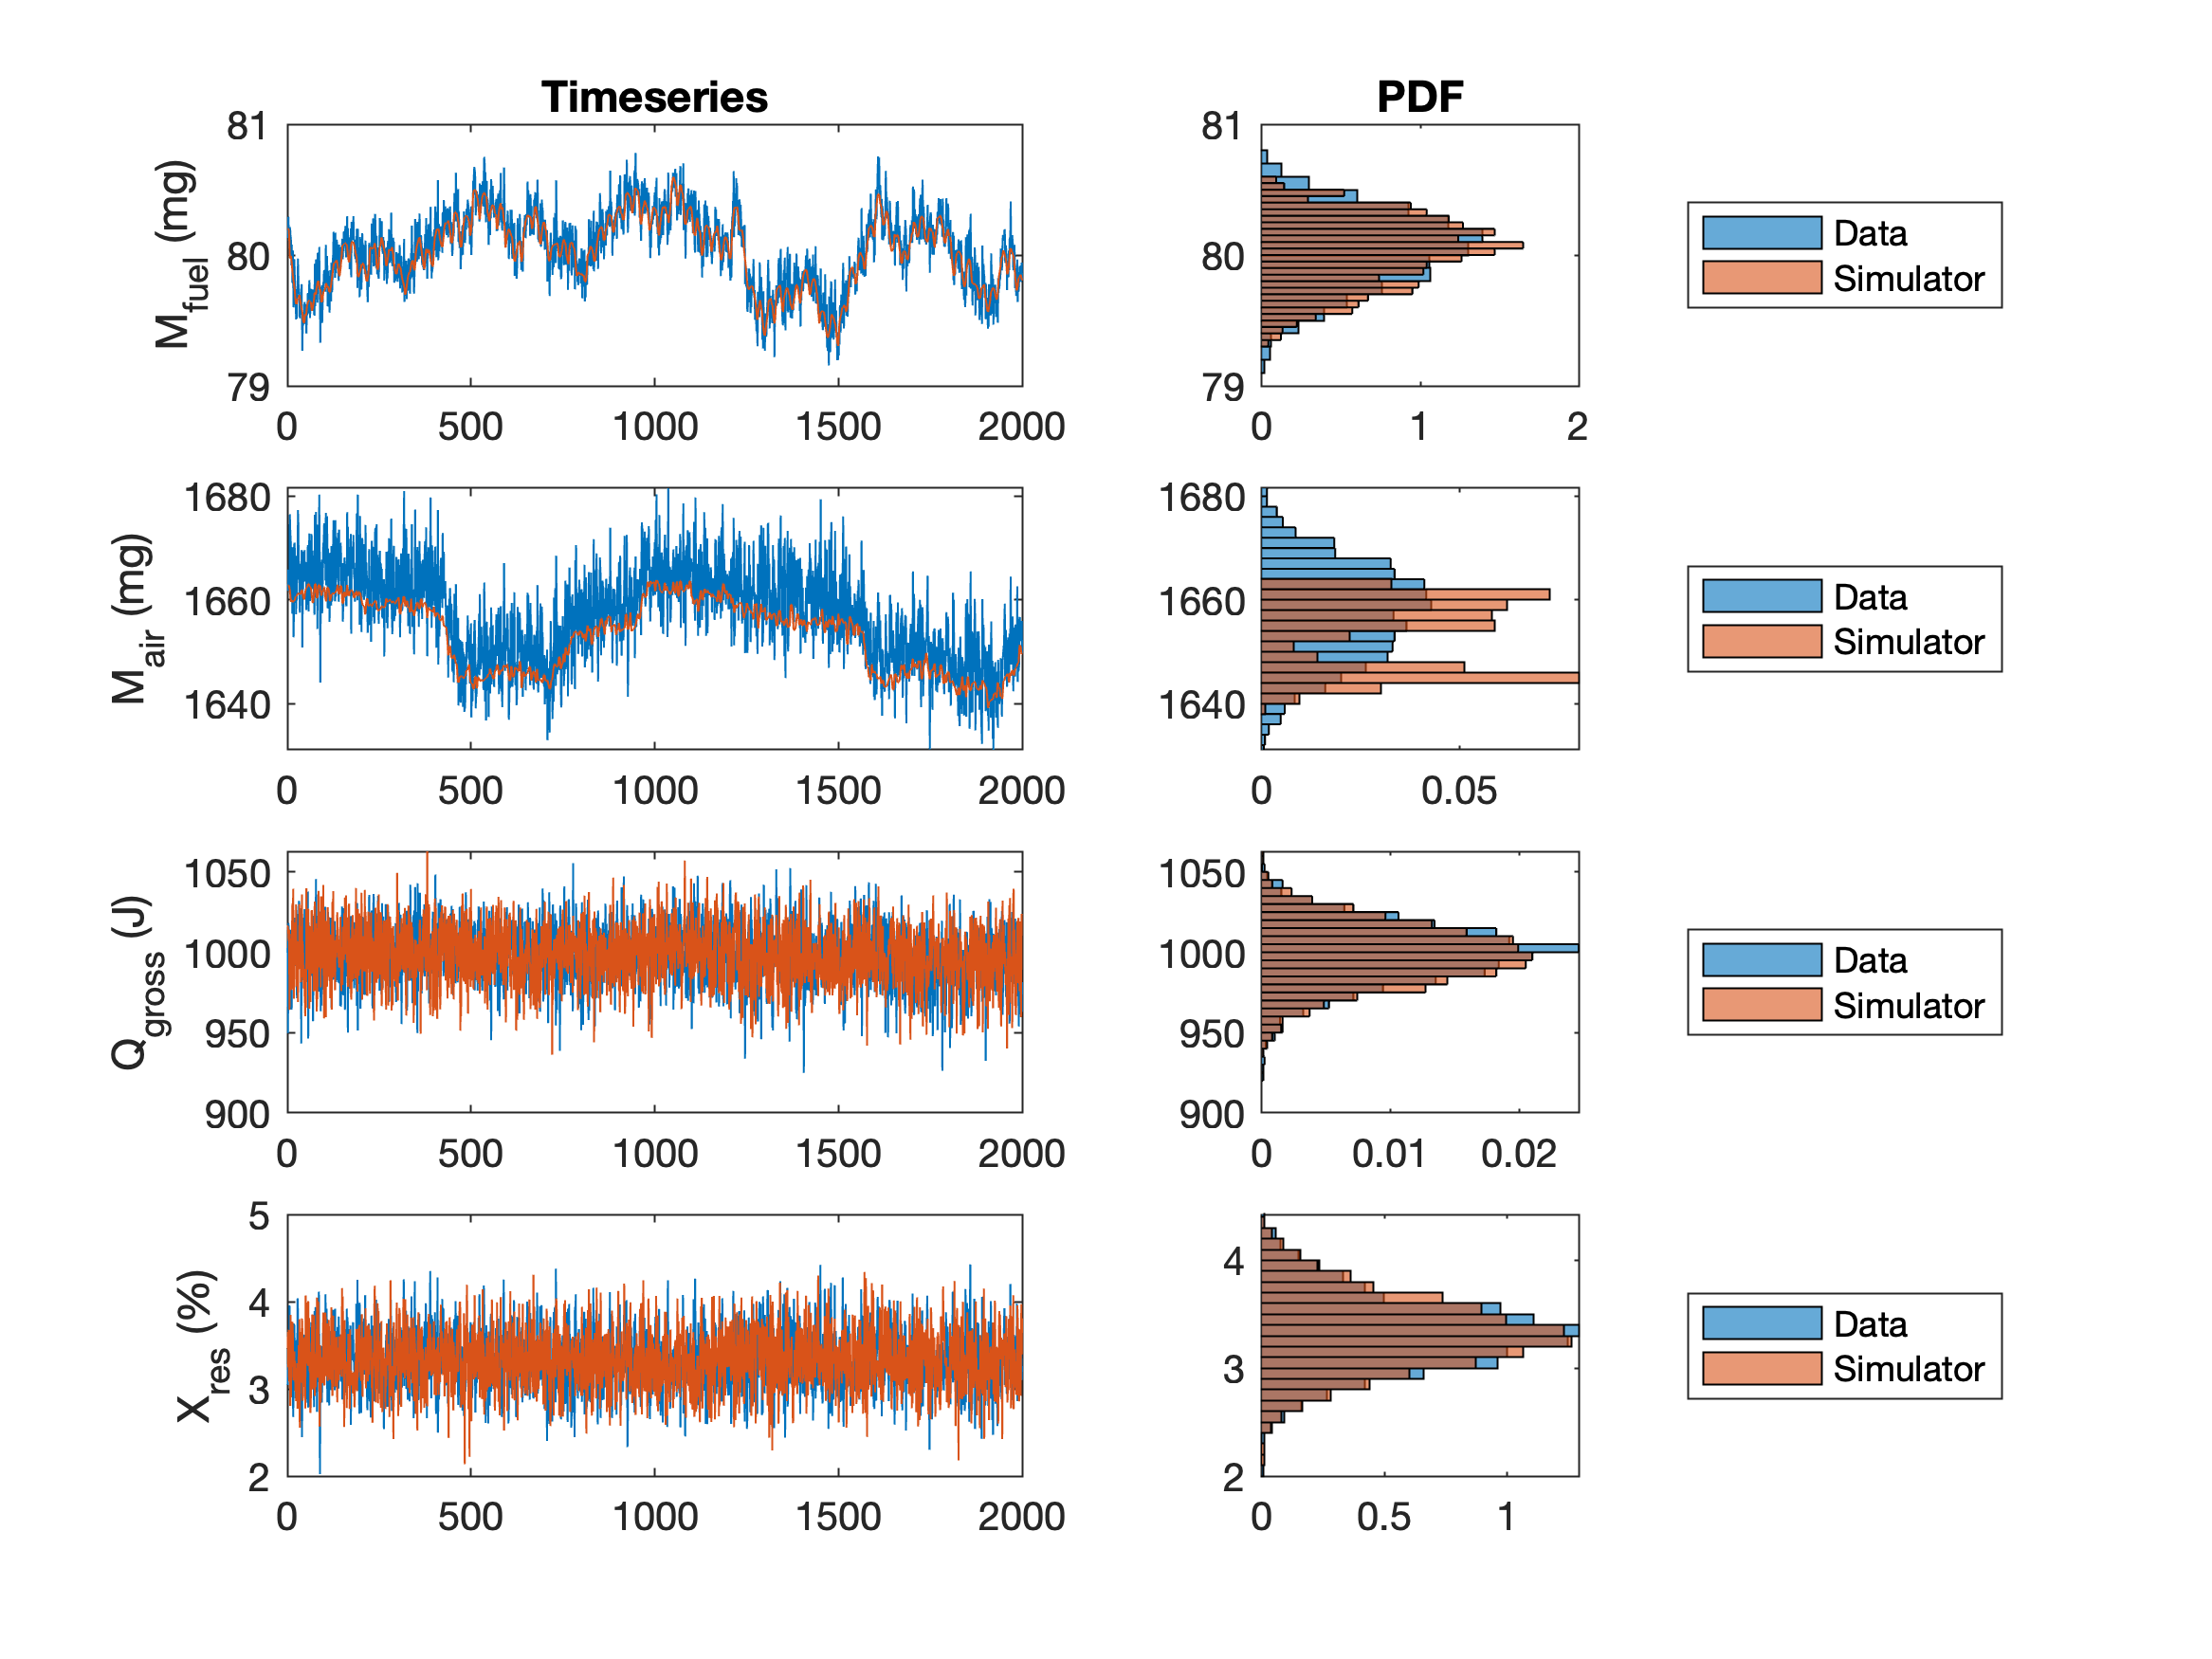 Timeseries
PDF
M_fuel (mg)
81
80
79
0 500 1000 1500 2000
81
80
79
0 1 2
Data
Simulator
M_air (mg)
1680
1660
1640
0 500 1000 1500 2000
1680
1660
1640
0 0.05
Data
Simulator
Q_gross (J)
1050
1000
950
900
0 500 1000 1500 2000
1050
1000
950
900
0 0.01 0.02
Data
Simulator
X_res (%)
5
4
3
2
0 500 1000 1500 2000
4
3
2
0 0.5 1
Data
Simulator